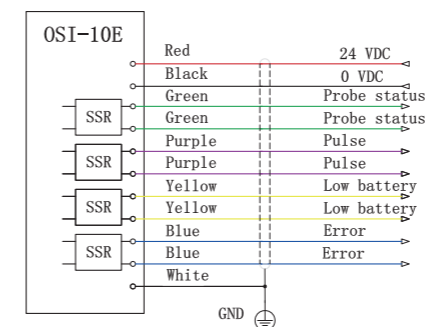 OSI-10E
Red 24 VDC
Black 0 VDC
Green Probe status
SSR
Green Probe status
Purple Pulse
SSR
Purple Pulse
Yellow Low battery
SSR
Yellow Low battery
Blue Error
SSR
Blue Error
White
GND